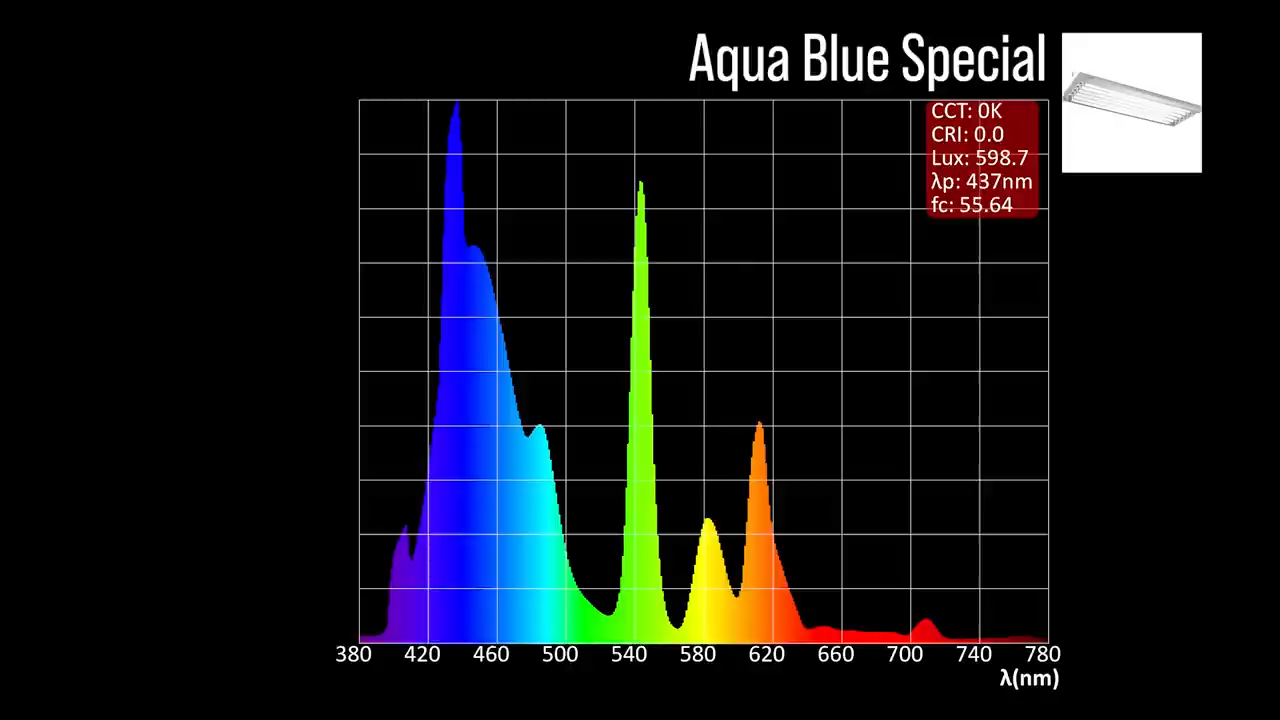 Aqua Blue Special
CCT: 0K
CRI: 0.0
Lux: 598.7
λp: 437nm
fc: 55.64
380 420 460 500 540 580 620 660 700 740 780
λ(nm)